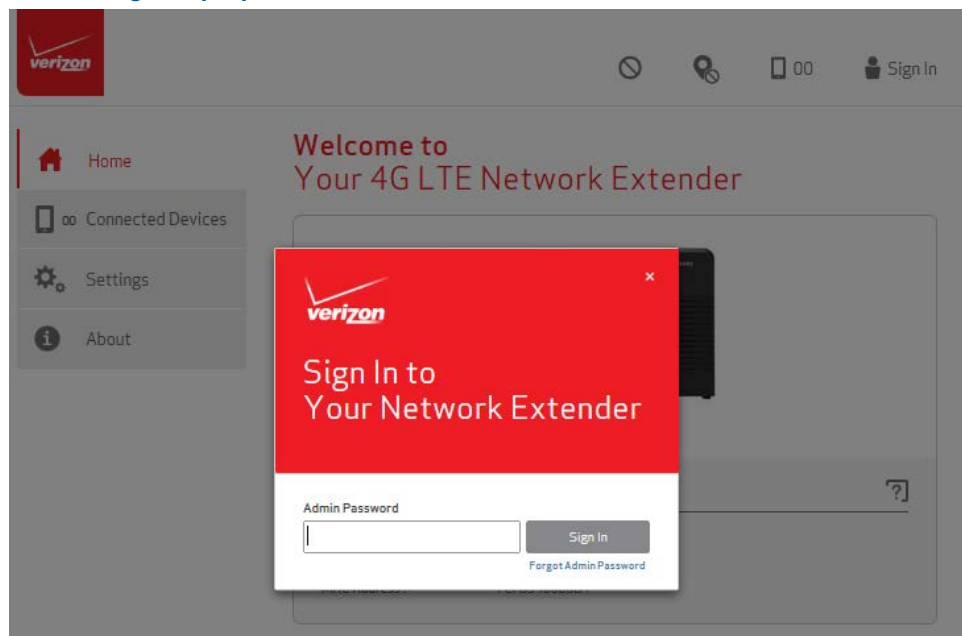 verizon
00
Sign In
Welcome to
Your 4G LTE Network Extender
Home
00 Connected Devices
Settings
About
verizon
×
Sign In to
Your Network Extender
Admin Password
Sign In
Forgot Admin Password